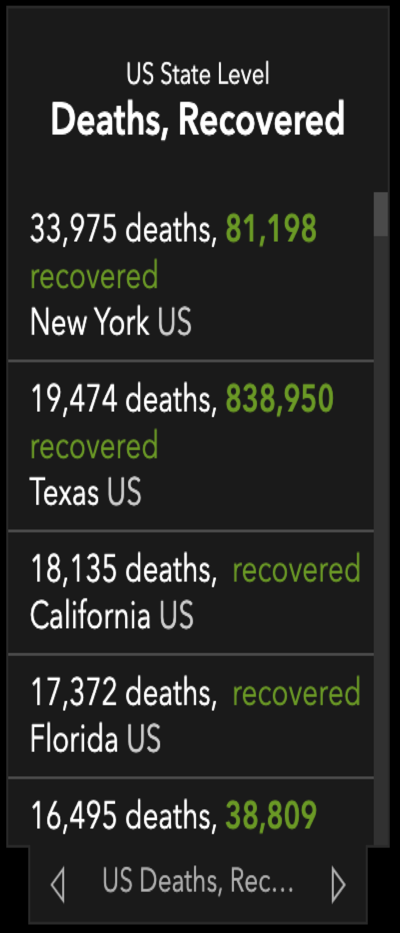 US State Level
Deaths, Recovered
33,975 deaths, 81,198
recovered
New York US
19,474 deaths, 838,950
recovered
Texas US
18,135 deaths, recovered
California US
17,372 deaths, recovered
Florida US
16,495 deaths, 38,809
US Deaths, Rec...